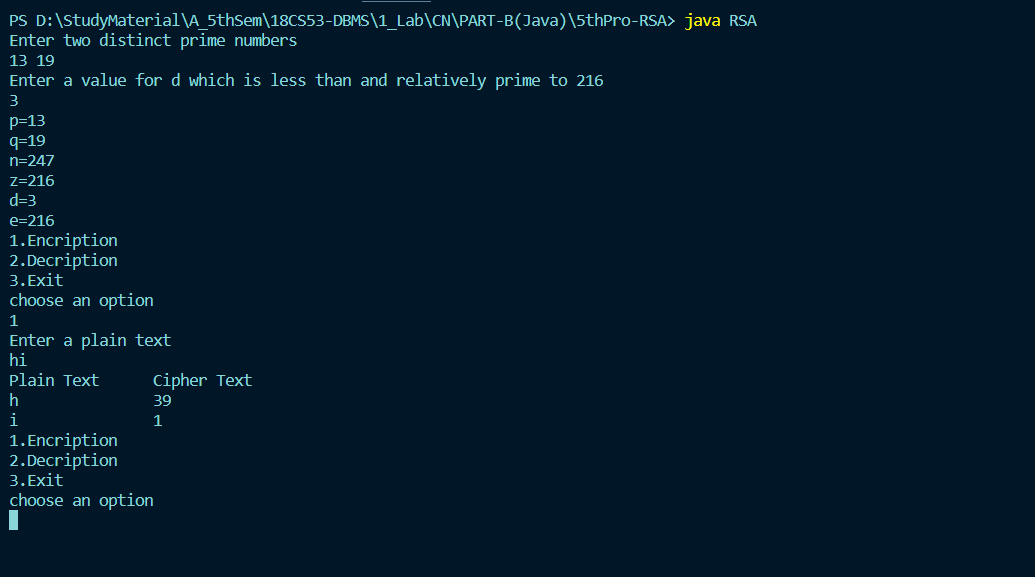 PS D:\StudyMaterial\A_5thSem\18CS53-DBMS\1_Lab\CN\PART-B(Java)\5thPro-RSA> java RSA
Enter two distinct prime numbers
13 19
Enter a value for d which is less than and relatively prime to 216
3
p=13
q=19
n=247
z=216
d=3
e=216
1.Encription
2.Decription
3.Exit
choose an option
1
Enter a plain text
hi
Plain Text      Cipher Text
h               39
i               1
1.Encription
2.Decription
3.Exit
choose an option